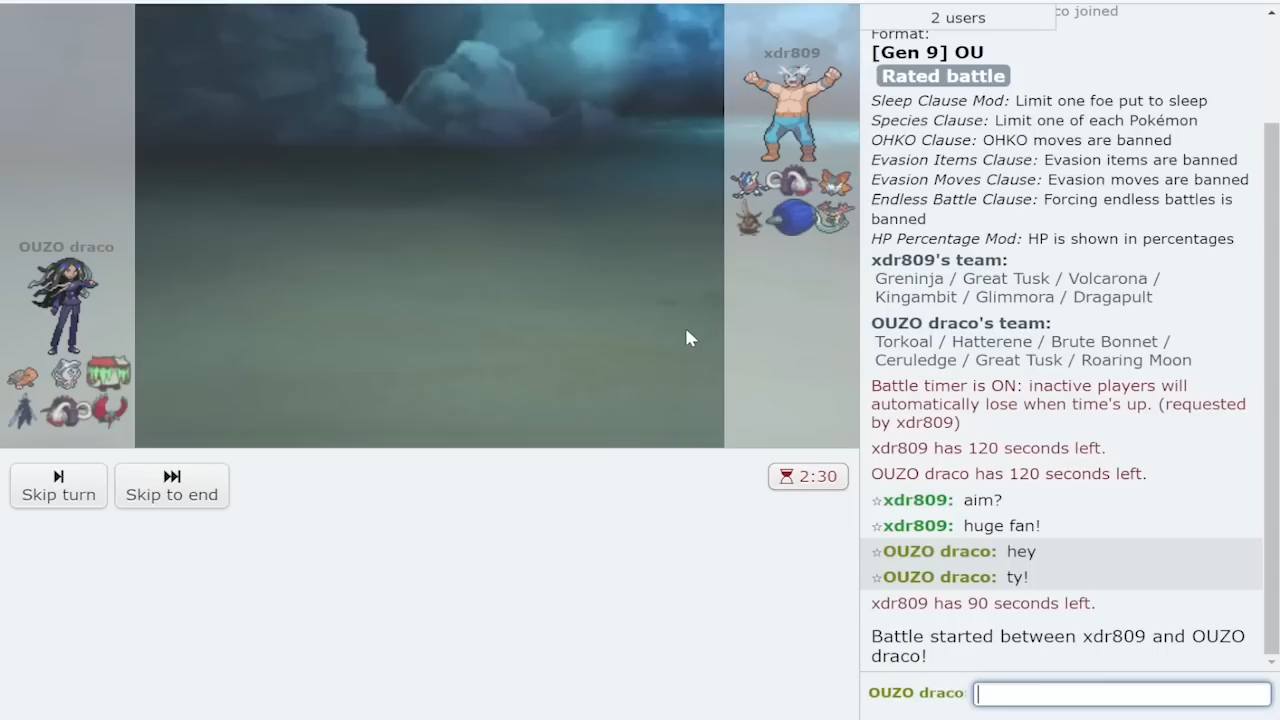 2 users
co joined
Format:
[Gen 9] OU
Rated battle
Sleep Clause Mod: Limit one foe put to sleep
Species Clause: Limit one of each Pokémon
OHKO Clause: OHKO moves are banned
Evasion Items Clause: Evasion items are banned
Evasion Moves Clause: Evasion moves are banned
Endless Battle Clause: Forcing endless battles is
banned
HP Percentage Mod: HP is shown in percentages
xdr809's team:
Greninja / Great Tusk / Volcarona /
Kingambit / Glimmora / Dragapult
OUZO draco's team:
Torkoal / Hatterene / Brute Bonnet /
Ceruledge / Great Tusk / Roaring Moon
Battle timer is ON: inactive players will
automatically lose when time's up. (requested
by xdr809)
xdr809 has 120 seconds left.
OUZO draco has 120 seconds left.
☆xdr809: aim?
☆xdr809: huge fan!
☆OUZO draco: hey
☆OUZO draco: ty!
xdr809 has 90 seconds left.
Battle started between xdr809 and OUZO
draco!
OUZO draco
xdr809
OUZO draco
Skip turn
Skip to end
2:30